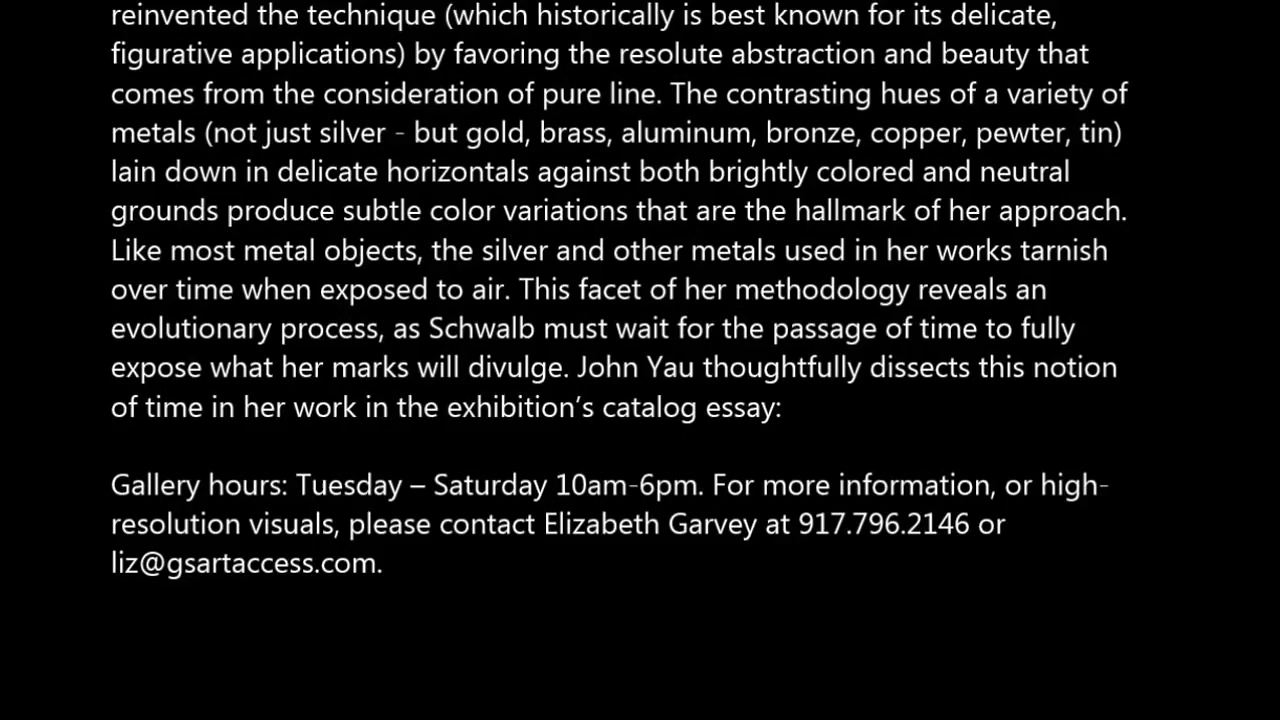 reinvented the technique (which historically is best known for its delicate,
figurative applications) by favoring the resolute abstraction and beauty that
comes from the consideration of pure line. The contrasting hues of a variety of
metals (not just silver - but gold, brass, aluminum, bronze, copper, pewter, tin)
lain down in delicate horizontals against both brightly colored and neutral
grounds produce subtle color variations that are the hallmark of her approach.
Like most metal objects, the silver and other metals used in her works tarnish
over time when exposed to air. This facet of her methodology reveals an
evolutionary process, as Schwalb must wait for the passage of time to fully
expose what her marks will divulge. John Yau thoughtfully dissects this notion
of time in her work in the exhibition’s catalog essay:

Gallery hours: Tuesday – Saturday 10am-6pm. For more information, or high-
resolution visuals, please contact Elizabeth Garvey at 917.796.2146 or
liz@gsartaccess.com.